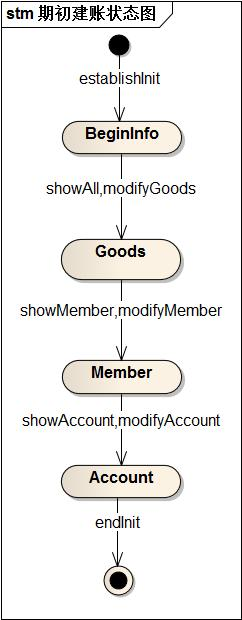 stm 期初建账状态图
establishInit
BeginInfo
showAll,modifyGoods
Goods
showMember,modifyMember
Member
showAccount,modifyAccount
Account
endInit